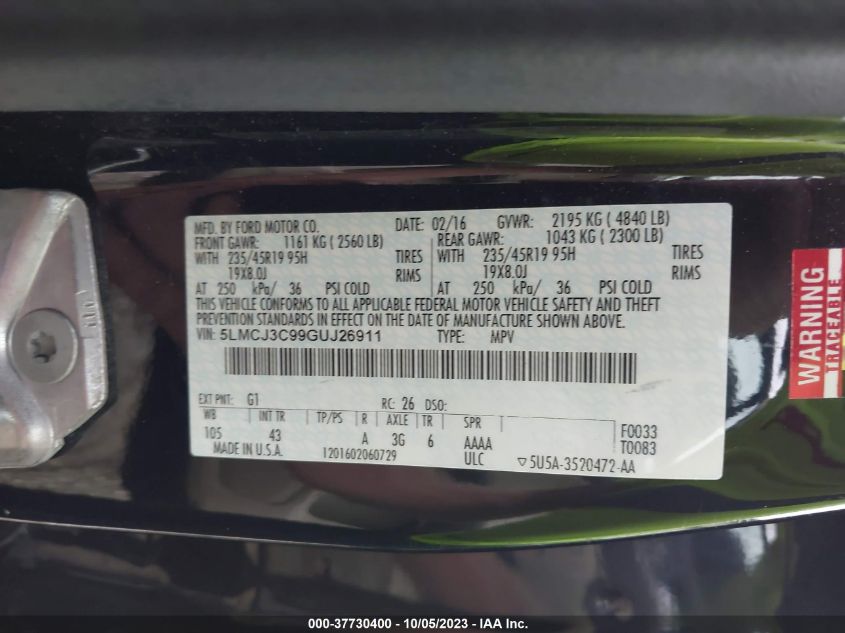 MFD. BY FORD MOTOR CO. DATE: 02/16 GVWR: 2195 KG ( 4840 LB)
FRONT GAWR: 1161 KG ( 2560 LB) REAR GAWR: 1043 KG ( 2300 LB)
WITH 235/45R19 95H TIRES WITH 235/45R19 95H TIRES
19X8.0J RIMS 19X8.0J RIMS
AT 250 kPa/ 36 PSI COLD AT 250 kPa/ 36 PSI COLD
THIS VEHICLE CONFORMS TO ALL APPLICABLE FEDERAL MOTOR VEHICLE SAFETY AND THEFT
PREVENTION STANDARDS IN EFFECT ON THE DATE OF MANUFACTURE SHOWN ABOVE.
VIN: 5LMCJ3C99GUJ26911 TYPE: MPV
EXT PNT: G1 RC: 26 DSO:
WB INT TR TP/PS R AXLE TR SPR
105 43 A 3G 6 AAAA
F0033
MADE IN U.S.A. 1201602060729 ULC
T0083
▽5U5A-3520472-AA
WARNING
TRACEABLE
000-37730400 - 10/05/2023 - IAA Inc.